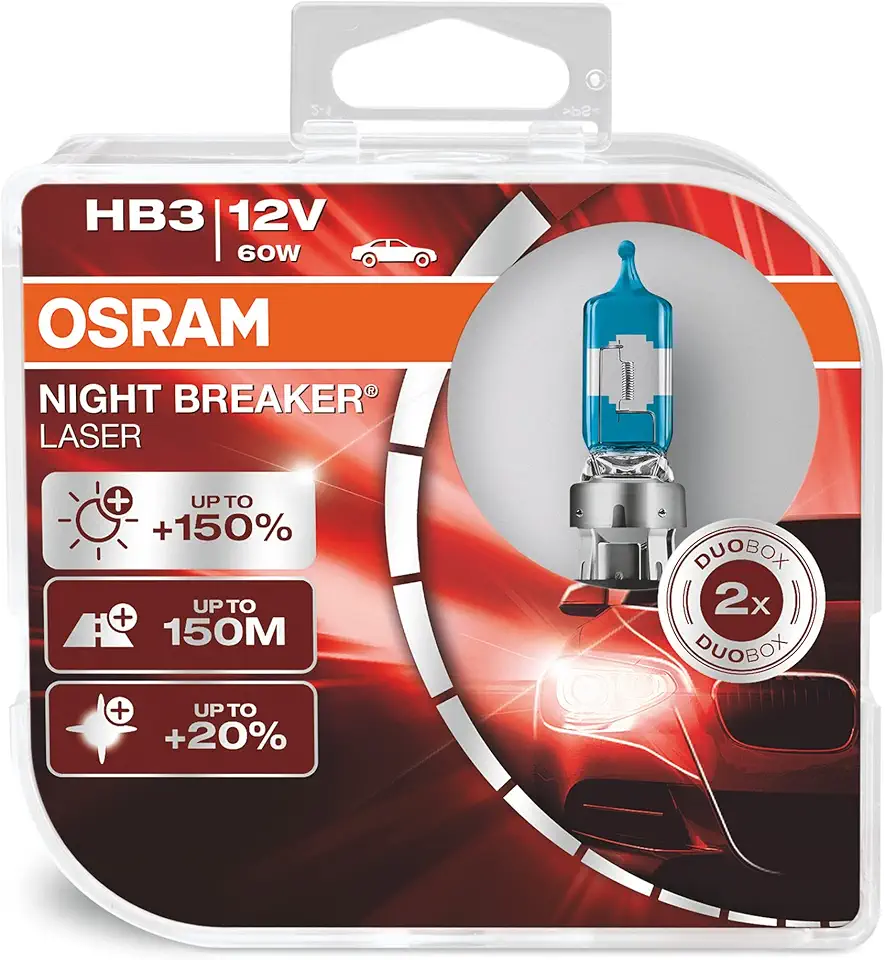 HB3 12V
60W
OSRAM
NIGHT BREAKER®
LASER
UP TO
+150%
UP TO
150M
UP TO
+20%
DUOBOX
2x
DUOBOX